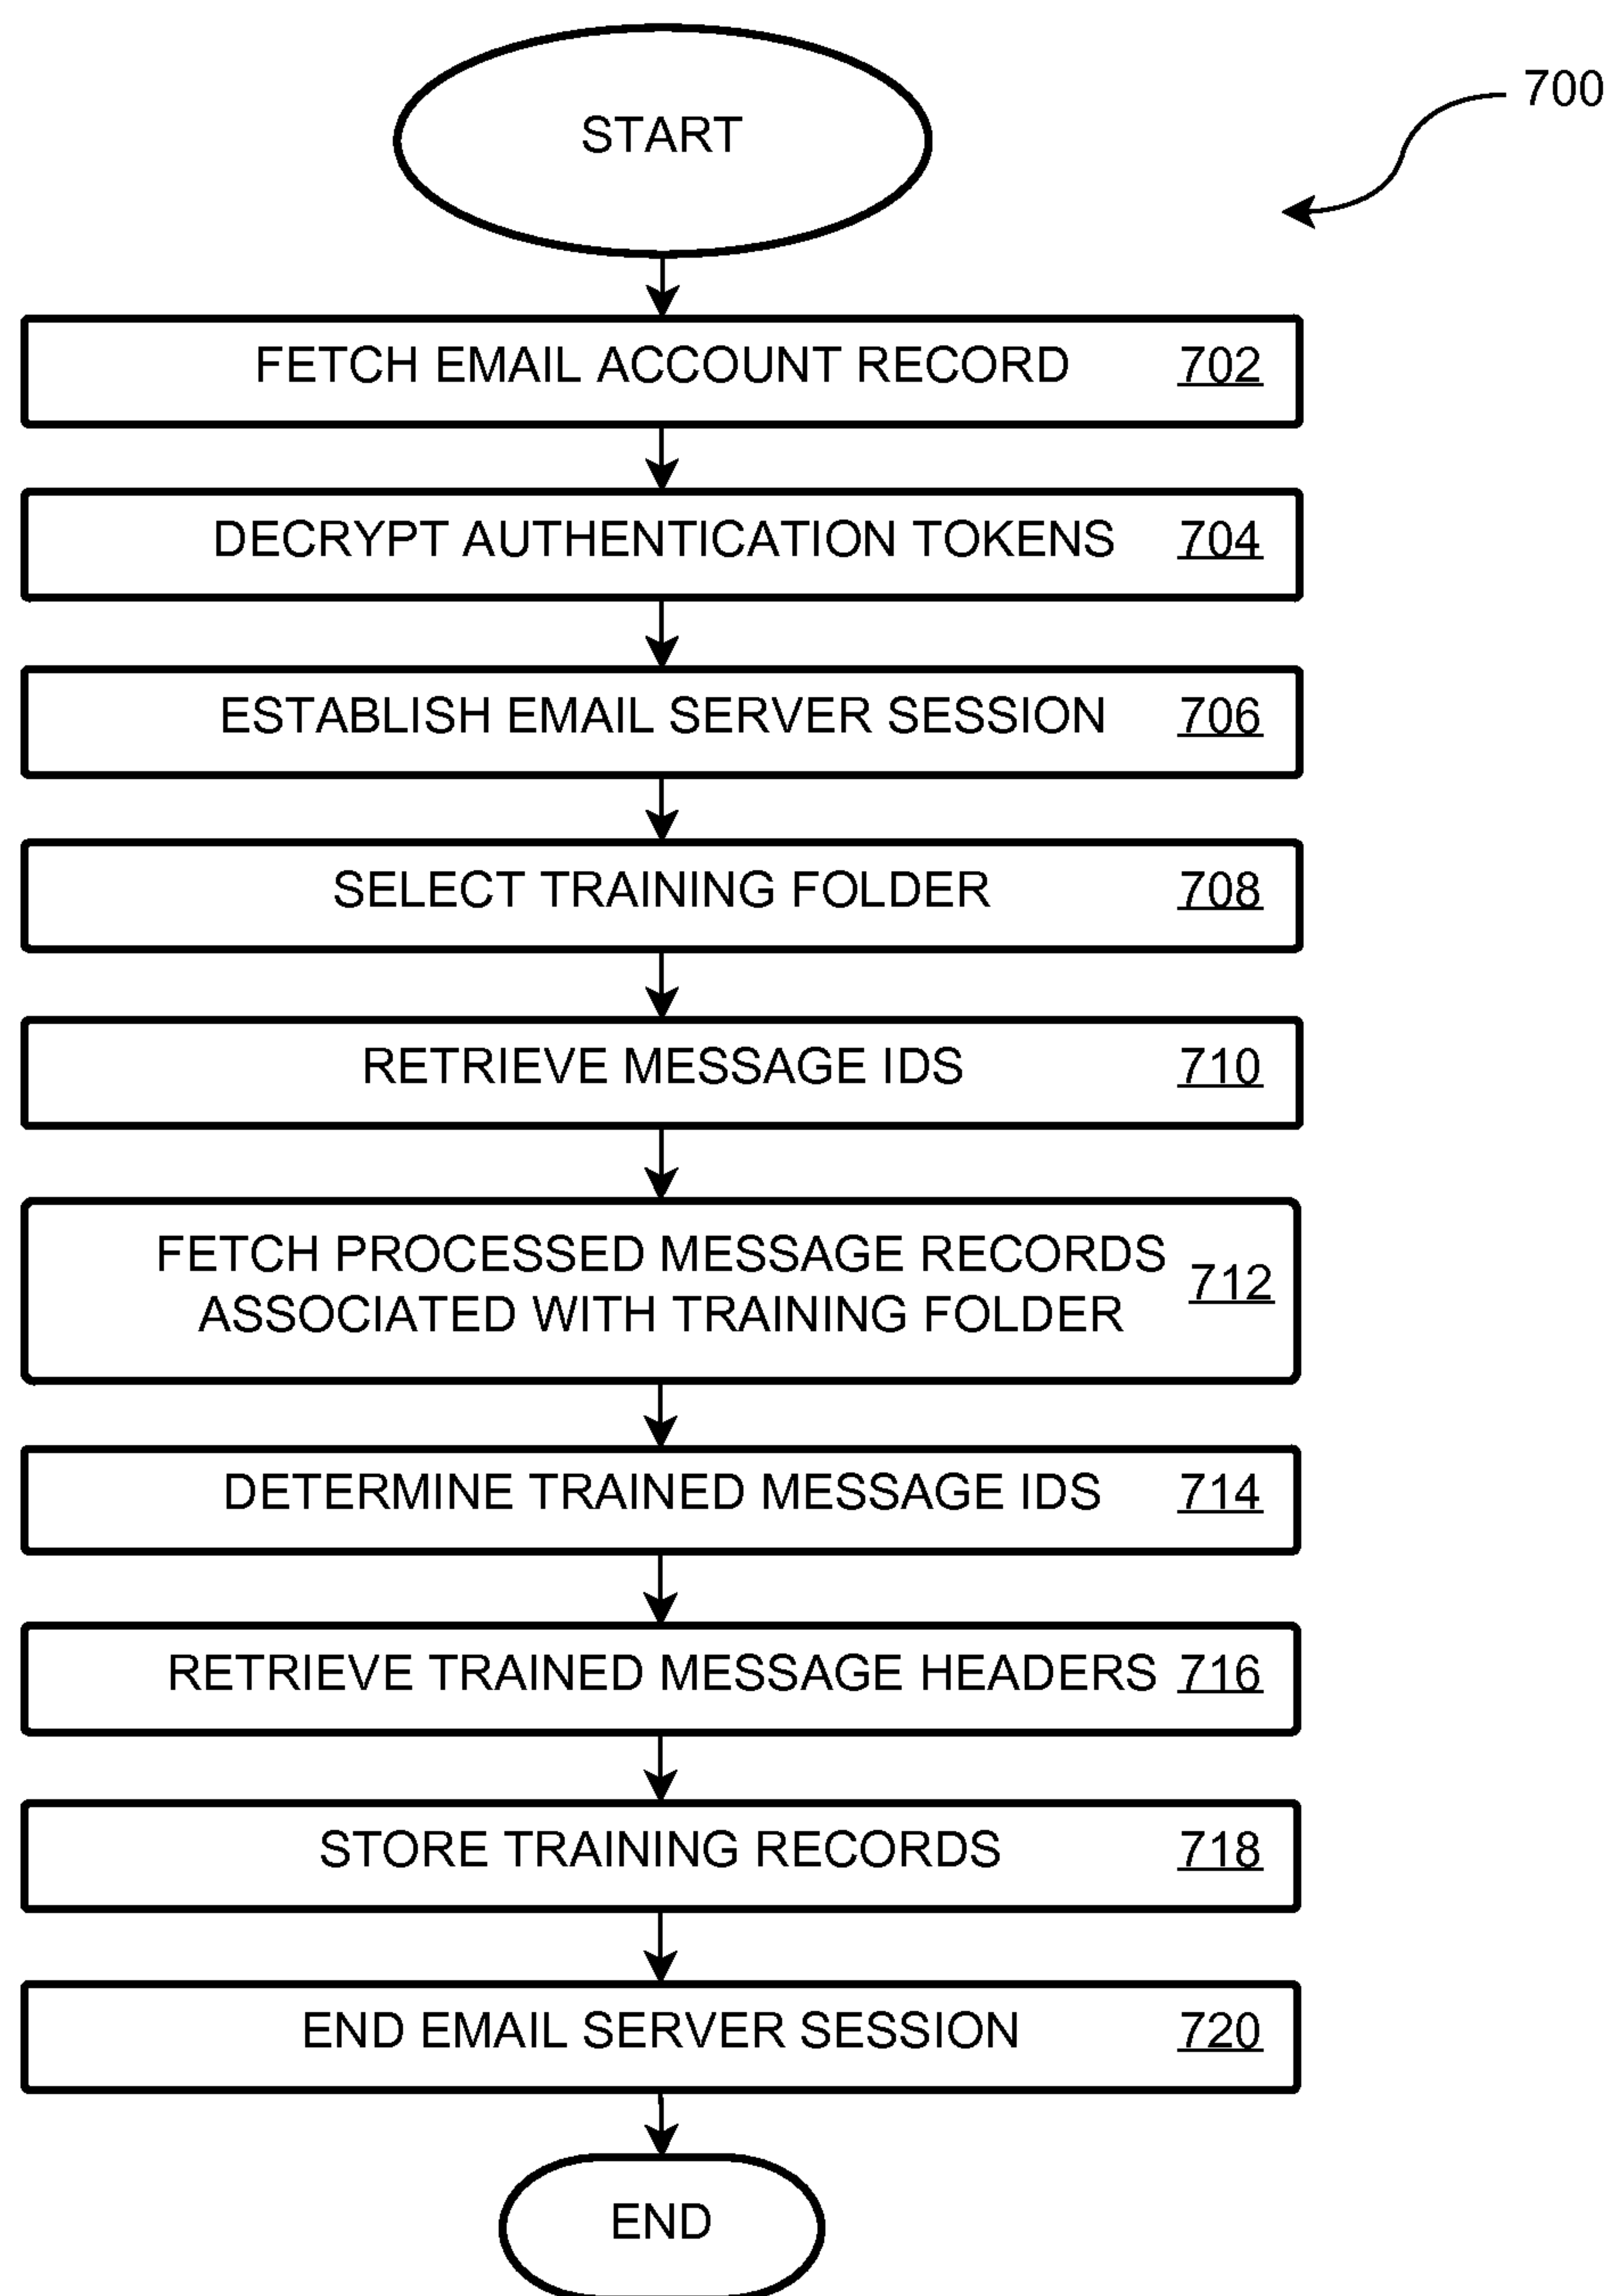 START
700
FETCH EMAIL ACCOUNT RECORD 702
DECRYPT AUTHENTICATION TOKENS 704
ESTABLISH EMAIL SERVER SESSION 706
SELECT TRAINING FOLDER 708
RETRIEVE MESSAGE IDS 710
FETCH PROCESSED MESSAGE RECORDS
ASSOCIATED WITH TRAINING FOLDER
712
DETERMINE TRAINED MESSAGE IDS 714
RETRIEVE TRAINED MESSAGE HEADERS 716
STORE TRAINING RECORDS 718
END EMAIL SERVER SESSION 720
END